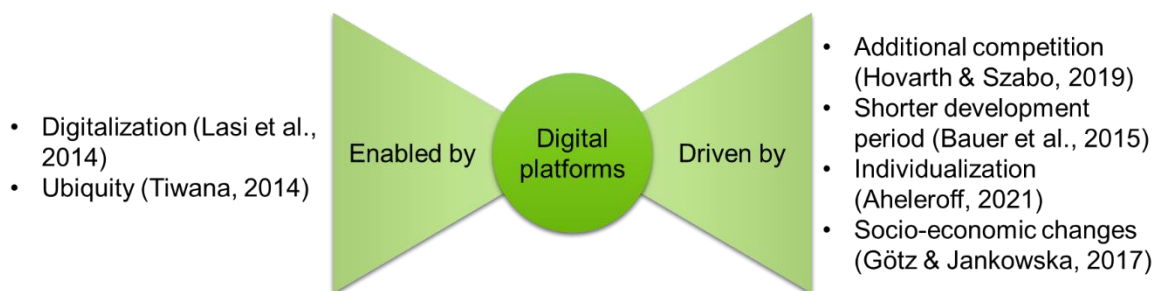 • Digitalization (Lasi et al.,
2014)
• Ubiquity (Tiwana, 2014)
Enabled by
Digital
platforms
Driven by
• Additional competition
(Hovarth & Szabo, 2019)
• Shorter development
period (Bauer et al., 2015)
• Individualization
(Aheleroff, 2021)
• Socio-economic changes
(Götz & Jankowska, 2017)